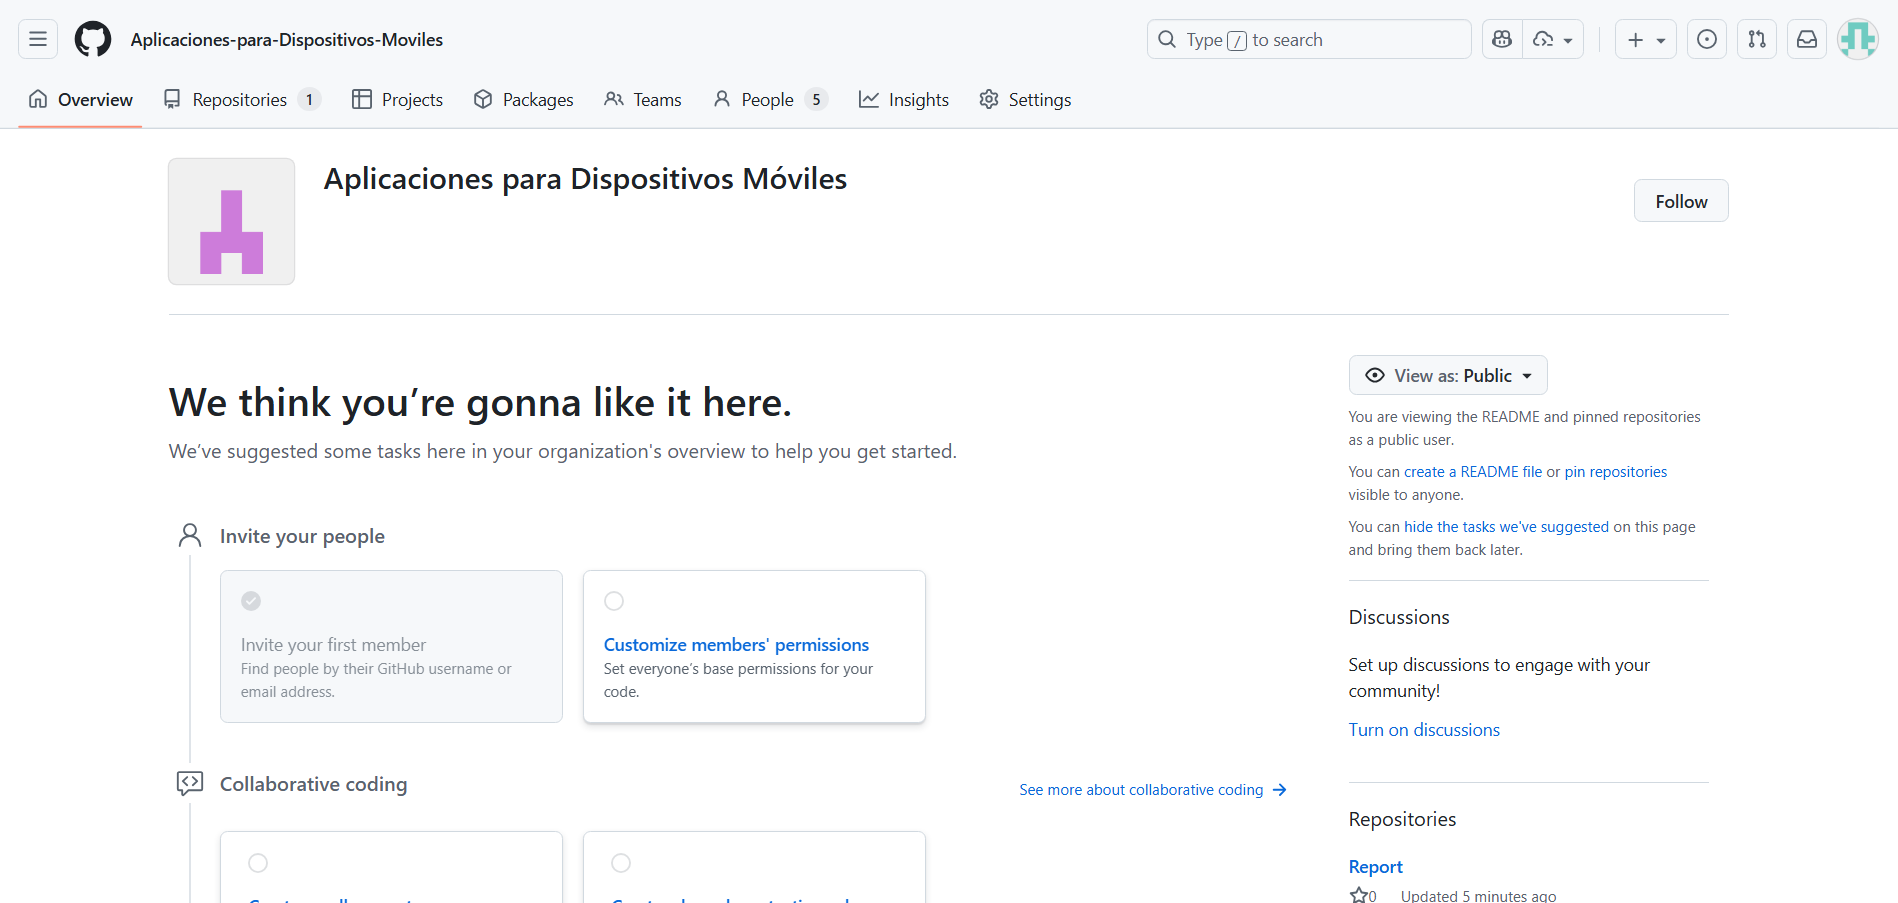 Aplicaciones-para-Dispositivos-Moviles
Type / to search
Overview
Repositories 1
Projects
Packages
Teams
People 5
Insights
Settings
Aplicaciones para Dispositivos Móviles
Follow
We think you’re gonna like it here.
We’ve suggested some tasks here in your organization's overview to help you get started.
Invite your people
Invite your first member
Find people by their GitHub username or
email address.
Customize members' permissions
Set everyone’s base permissions for your
code.
Collaborative coding
See more about collaborative coding
View as: Public
You are viewing the README and pinned repositories
as a public user.
You can create a README file or pin repositories
visible to anyone.
You can hide the tasks we've suggested on this page
and bring them back later.
Discussions
Set up discussions to engage with your
community!
Turn on discussions
Repositories
Report
0 Updated 5 minutes ago